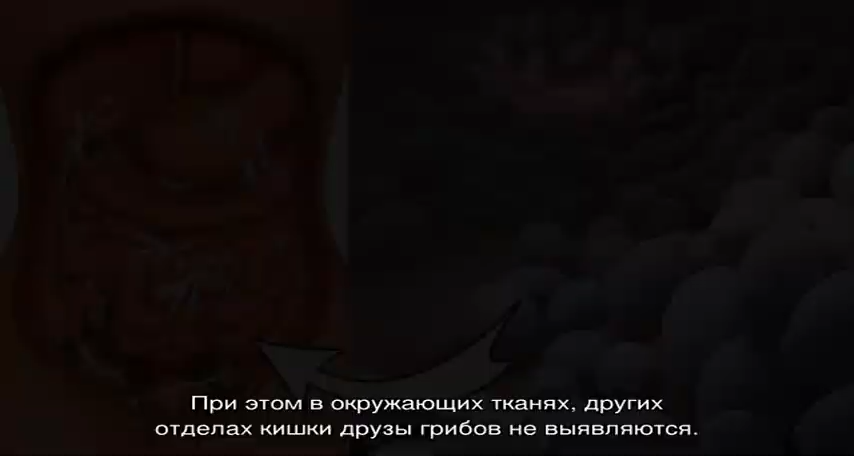 При этом в окружающих тканях, других
отделах кишки друзы грибов не выявляются.